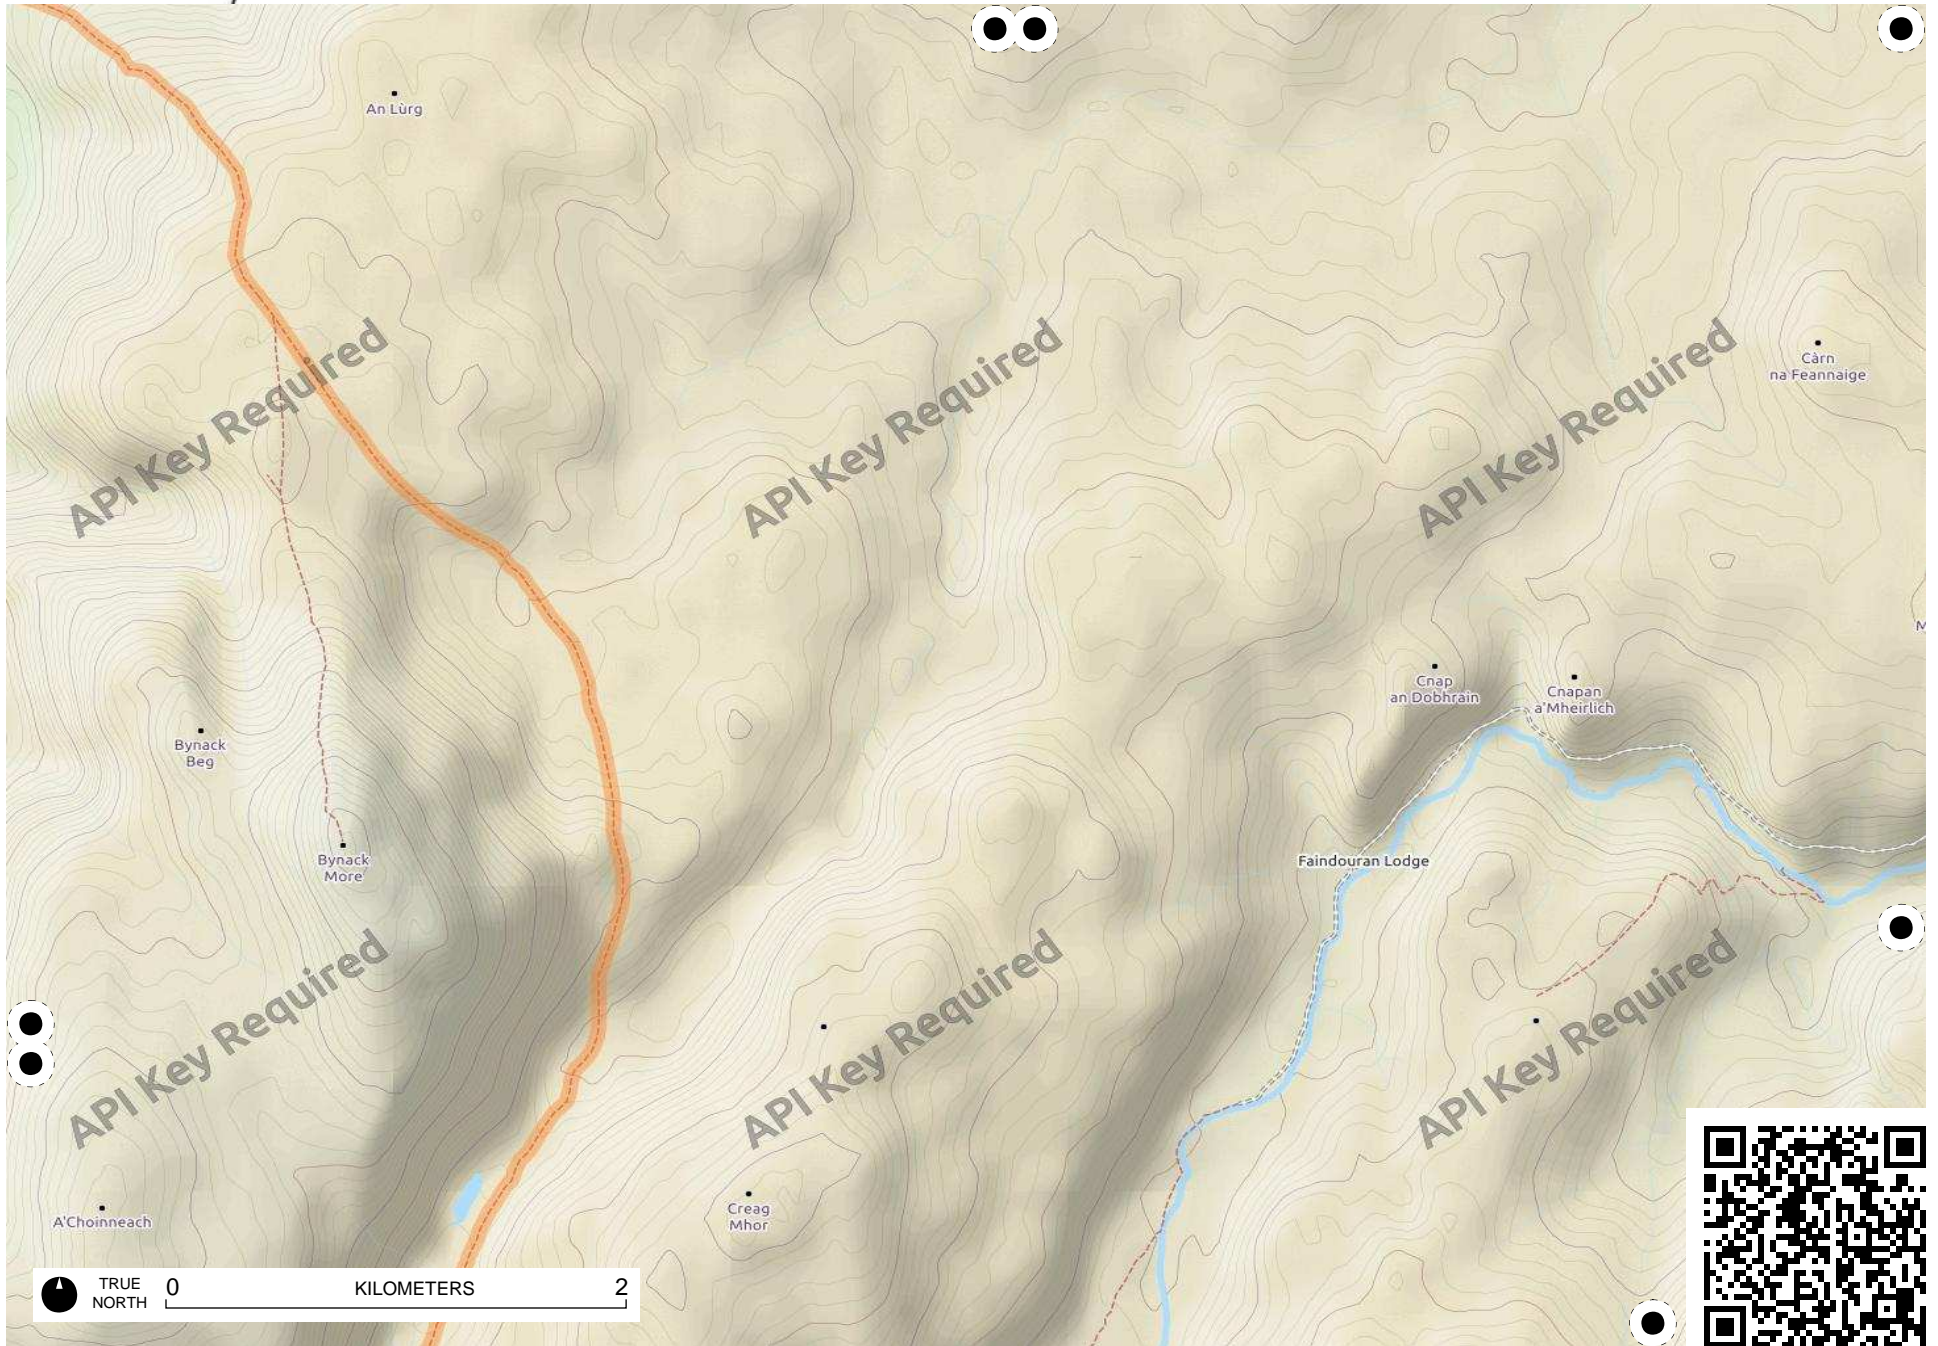 An Lùrg
API Key Required
API Key Required
API Key Required
Càrn
na Feannaige
Cnap
an Dobhrain
Cnapan
a'Mheirlich
Bynack
Beg
Bynack
More
Faindouran Lodge
API Key Required
API Key Required
API Key Required
A'Choinneach
Creag
Mhor
TRUE
NORTH
0 KILOMETERS 2